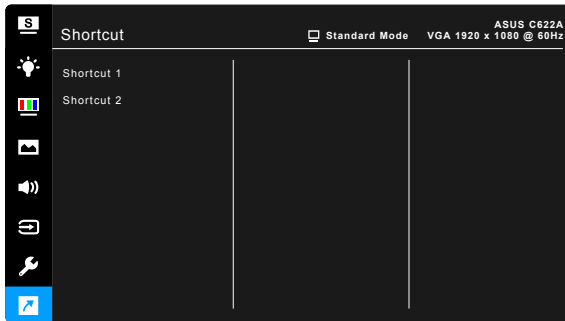 S
Shortcut
Standard Mode
ASUS C622A
VGA 1920 x 1080 @ 60Hz
Shortcut 1
Shortcut 2